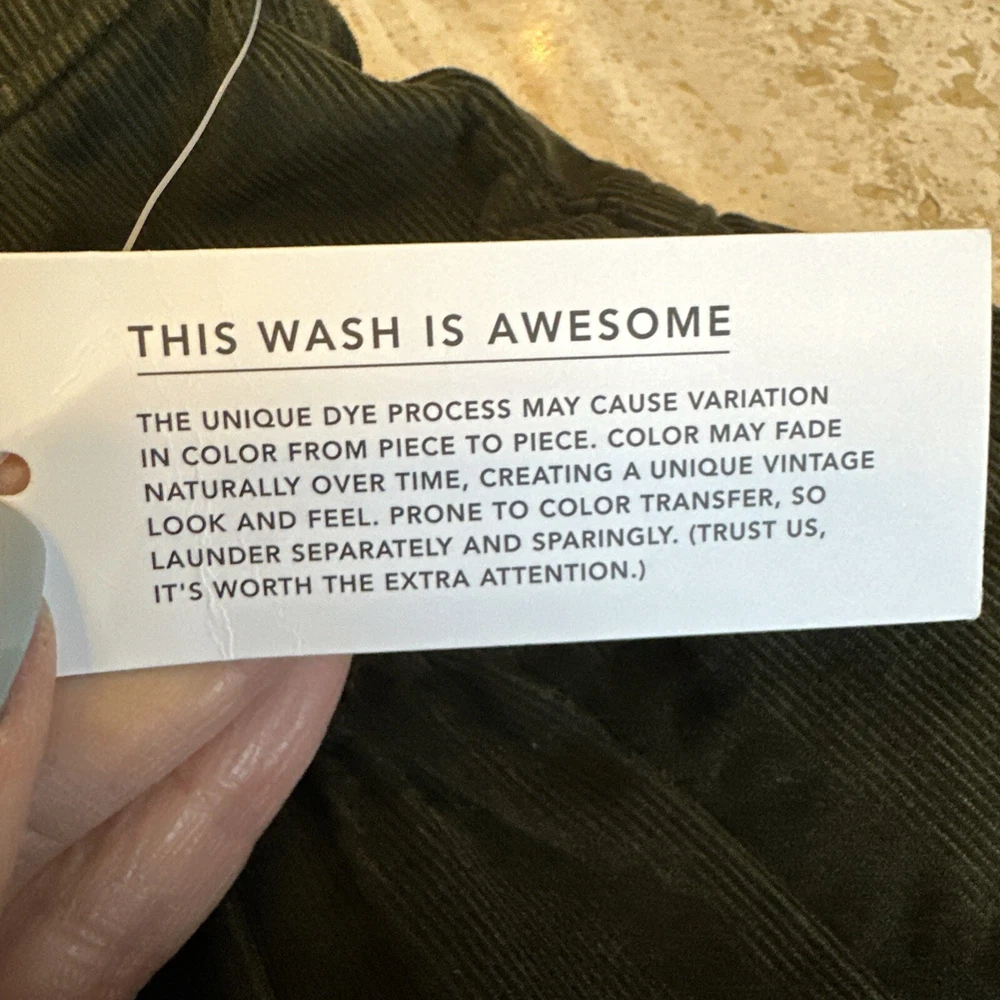 THIS WASH IS AWESOME
THE UNIQUE DYE PROCESS MAY CAUSE VARIATION
IN COLOR FROM PIECE TO PIECE. COLOR MAY FADE
NATURALLY OVER TIME, CREATING A UNIQUE VINTAGE
LOOK AND FEEL. PRONE TO COLOR TRANSFER, SO
LAUNDER SEPARATELY AND SPARINGLY. (TRUST US,
IT'S WORTH THE EXTRA ATTENTION.)